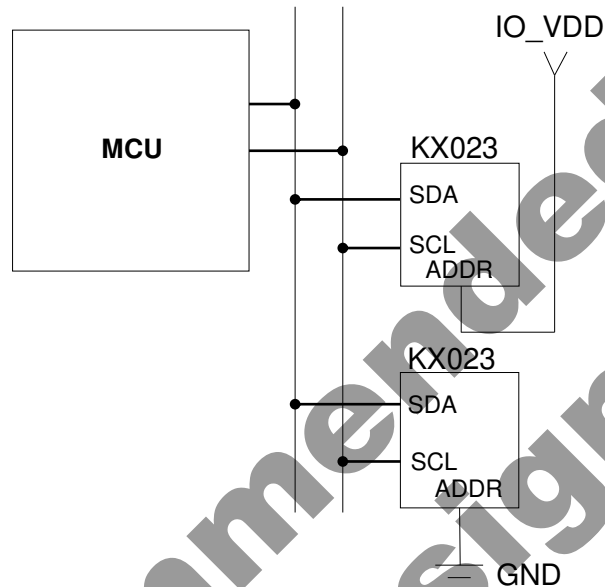 IO_VDD
MCU
KX023
SDA
SCL
ADDR
KX023
SDA
SCL
ADDR
GND